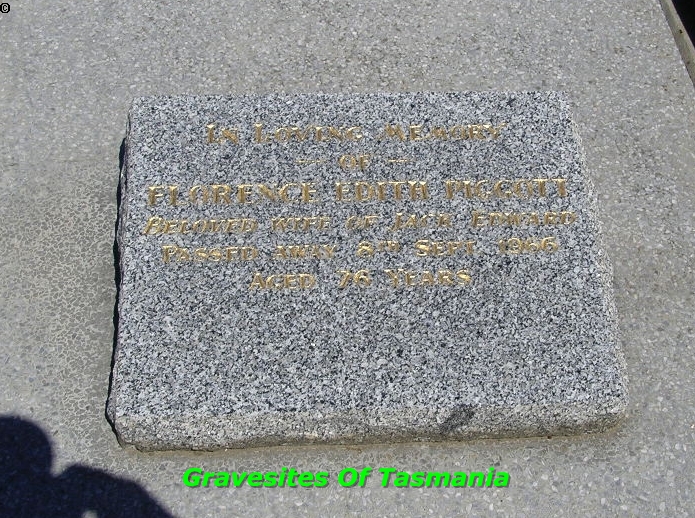 ©
IN LOVING MEMORY
— OF —
FLORENCE EDITH PIGGOTT
BELOVED WIFE OF JACK EDWARD
PASSED AWAY 8TH SEPT. 1966
AGED 76 YEARS
Gravesites Of Tasmania